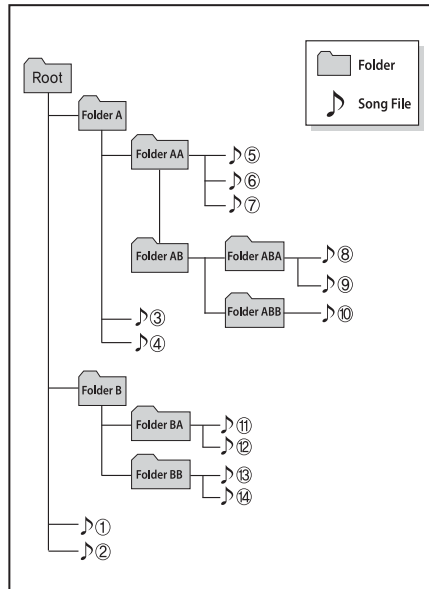 Root
Folder
Song File
Folder A
Folder AA
⑤
⑥
⑦
Folder AB
Folder ABA
⑧
⑨
Folder ABB
⑩
③
④
Folder B
Folder BA
⑪
⑫
Folder BB
⑬
⑭
①
②